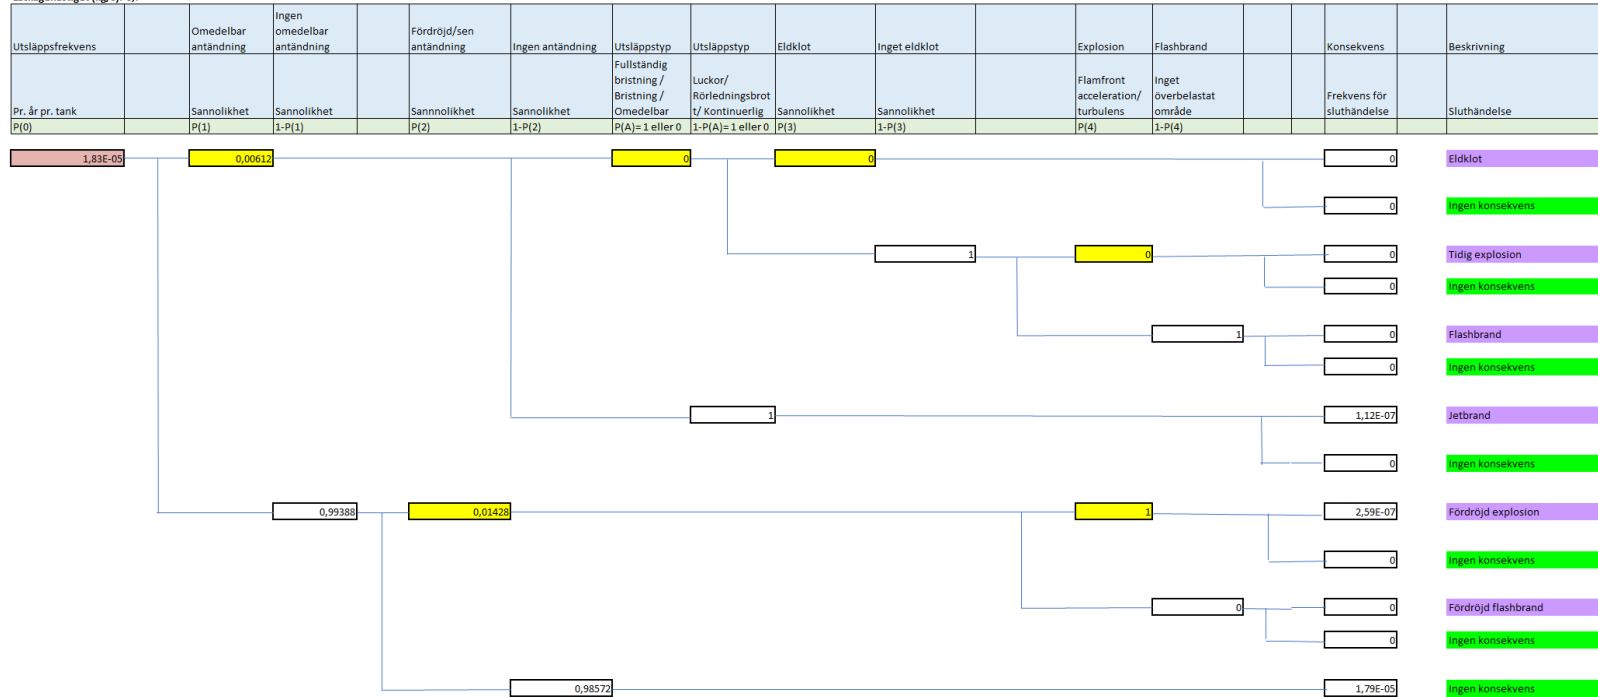 Ingen
Omedelbar omedelbar Fördröjd/sen
Utsläppsfrekvens antändning antändning antändning Ingen antändning Utsläppstyp Utsläppstyp Eldklot Inget eldklot Explosion Flashbrand Konsekvens Beskrivning
Fullständig
bristning / Luckor/ Flamfront Inget
Bristning / Rörledningsbrot acceleration/ överbelastat Frekvens för
Pr. år pr. tank Sannolikhet Sannolikhet Sannnolikhet Sannolikhet Omedelbar t/ Kontinuerlig Sannolikhet Sannolikhet turbulens område sluthändelse Sluthändelse
P(0) P(1) 1-P(1) P(2) 1-P(2) P(A)= 1 eller 0 1-P(A)= 1 eller 0 P(3) 1-P(3) P(4) 1-P(4)
1,83E-05 0,00612 0 0 0 Eldklot
0 Ingen konsekvens
1 0 0 Tidig explosion
0 Ingen konsekvens
1 0 Flashbrand
0 Ingen konsekvens
1 1,12E-07 Jetbrand
0 Ingen konsekvens
0,99388 0,01428 1 2,59E-07 Fördröjd explosion
0 Ingen konsekvens
0 0 Fördröjd flashbrand
0 Ingen konsekvens
0,98572 1,79E-05 Ingen konsekvens